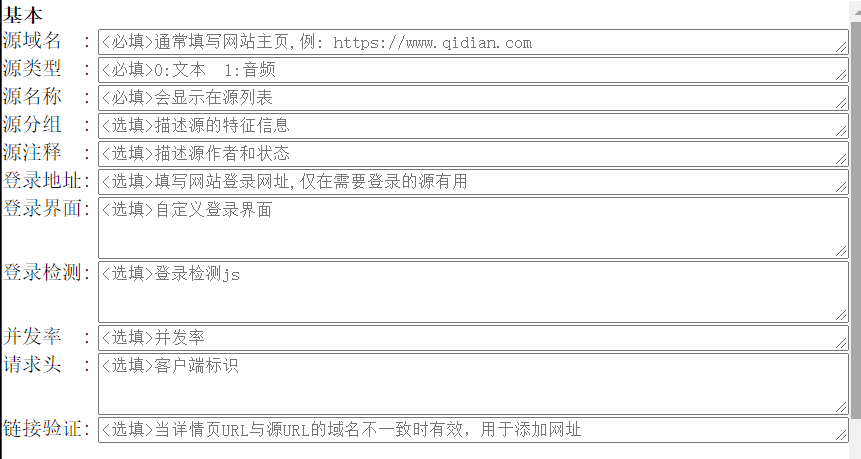 基本
源域名 : <必填>通常填写网站主页,例: https://www.qidian.com
源类型 : <必填>0:文本 1:音频
源名称 : <必填>会显示在源列表
源分组 : <选填>描述源的特征信息
源注释 : <选填>描述源作者和状态
登录地址: <选填>填写网站登录网址,仅在需要登录的源有用
登录界面: <选填>自定义登录界面
登录检测: <选填>登录检测js
并发率 : <选填>并发率
请求头 : <选填>客户端标识
链接验证: <选填>当详情页URL与源URL的域名不一致时有效，用于添加网址